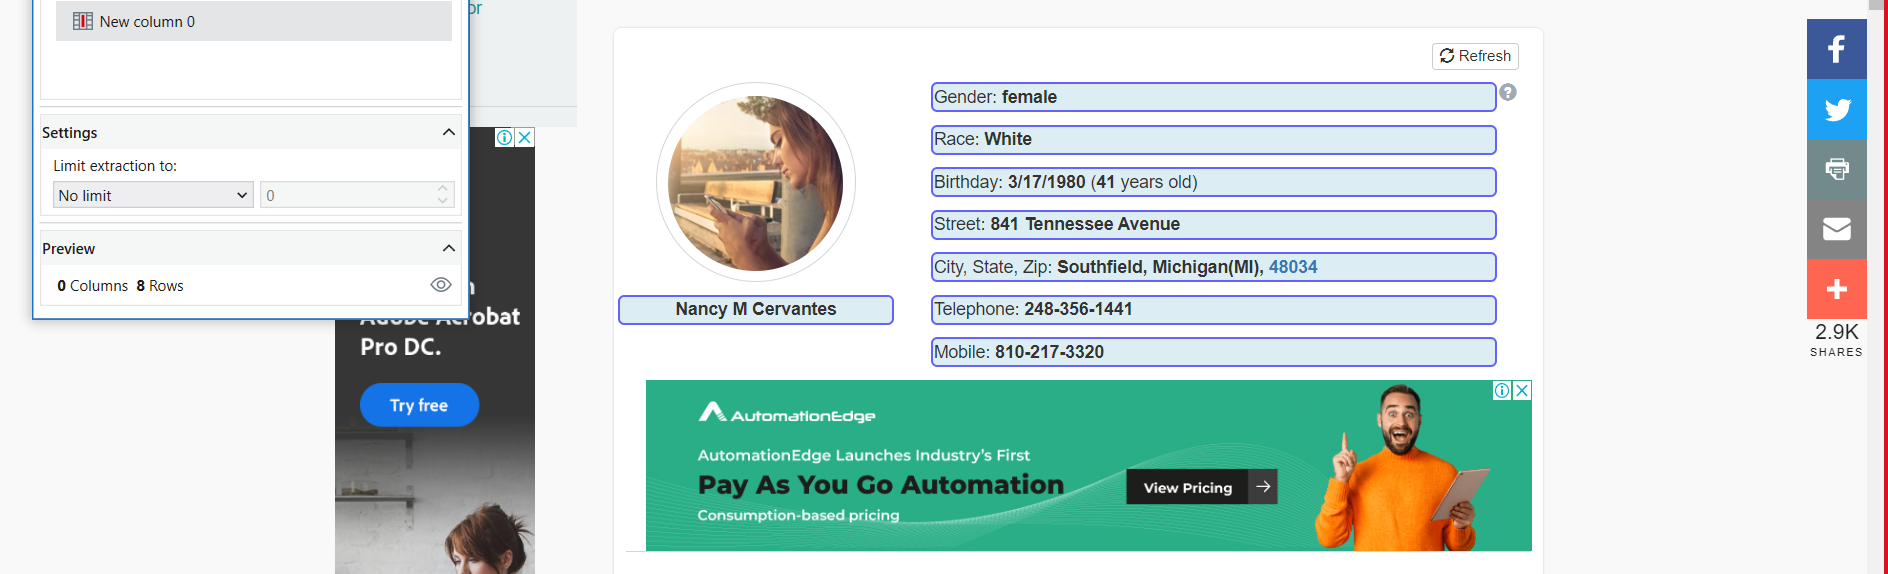 or
New column 0
Settings
Limit extraction to:
No limit
0
Preview
0 Columns 8 Rows
Adobe Acrobat
Pro DC.
Try free
Refresh
Gender: female
?
Race: White
Birthday: 3/17/1980 (41 years old)
Street: 841 Tennessee Avenue
City, State, Zip: Southfield, Michigan(MI), 48034
Nancy M Cervantes
Telephone: 248-356-1441
Mobile: 810-217-3320
AutomationEdge
AutomationEdge Launches Industry's First
Pay As You Go Automation
Consumption-based pricing
View Pricing
2.9K
SHARES